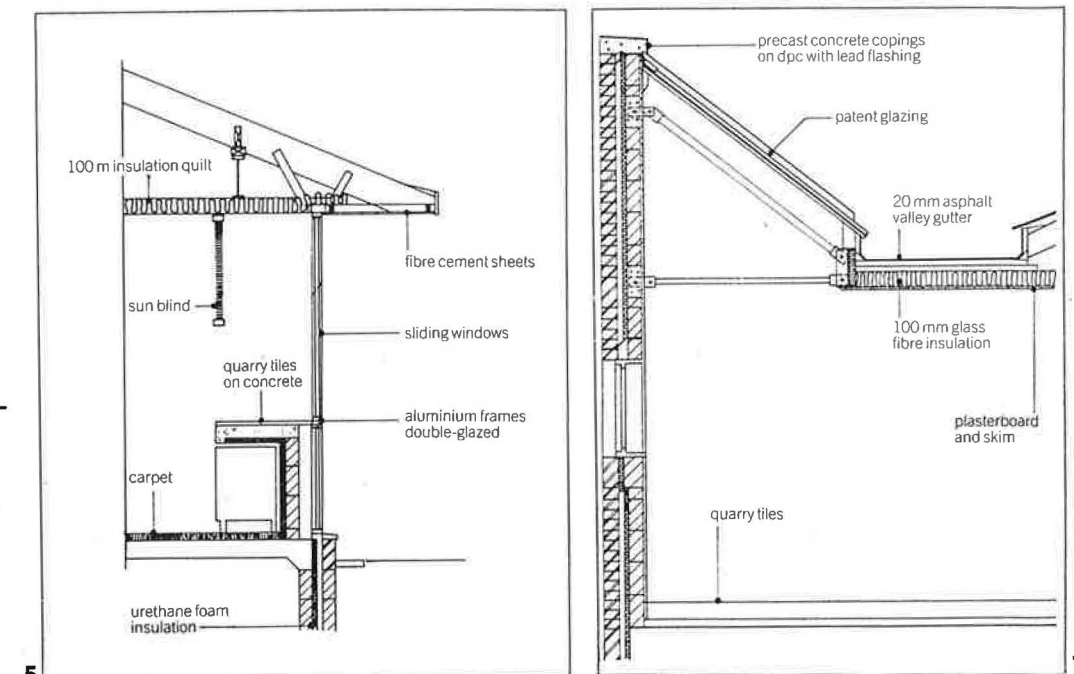 100 m insulation quilt
fibre cement sheets
sun blind
sliding windows
quarry tiles
on concrete
aluminium frames
double-glazed
carpet
urethane foam
insulation
5
precast concrete copings
on dpc with lead flashing
patent glazing
20 mm asphalt
valley gutter
100 mm glass
fibre insulation
plasterboard
and skim
quarry tiles